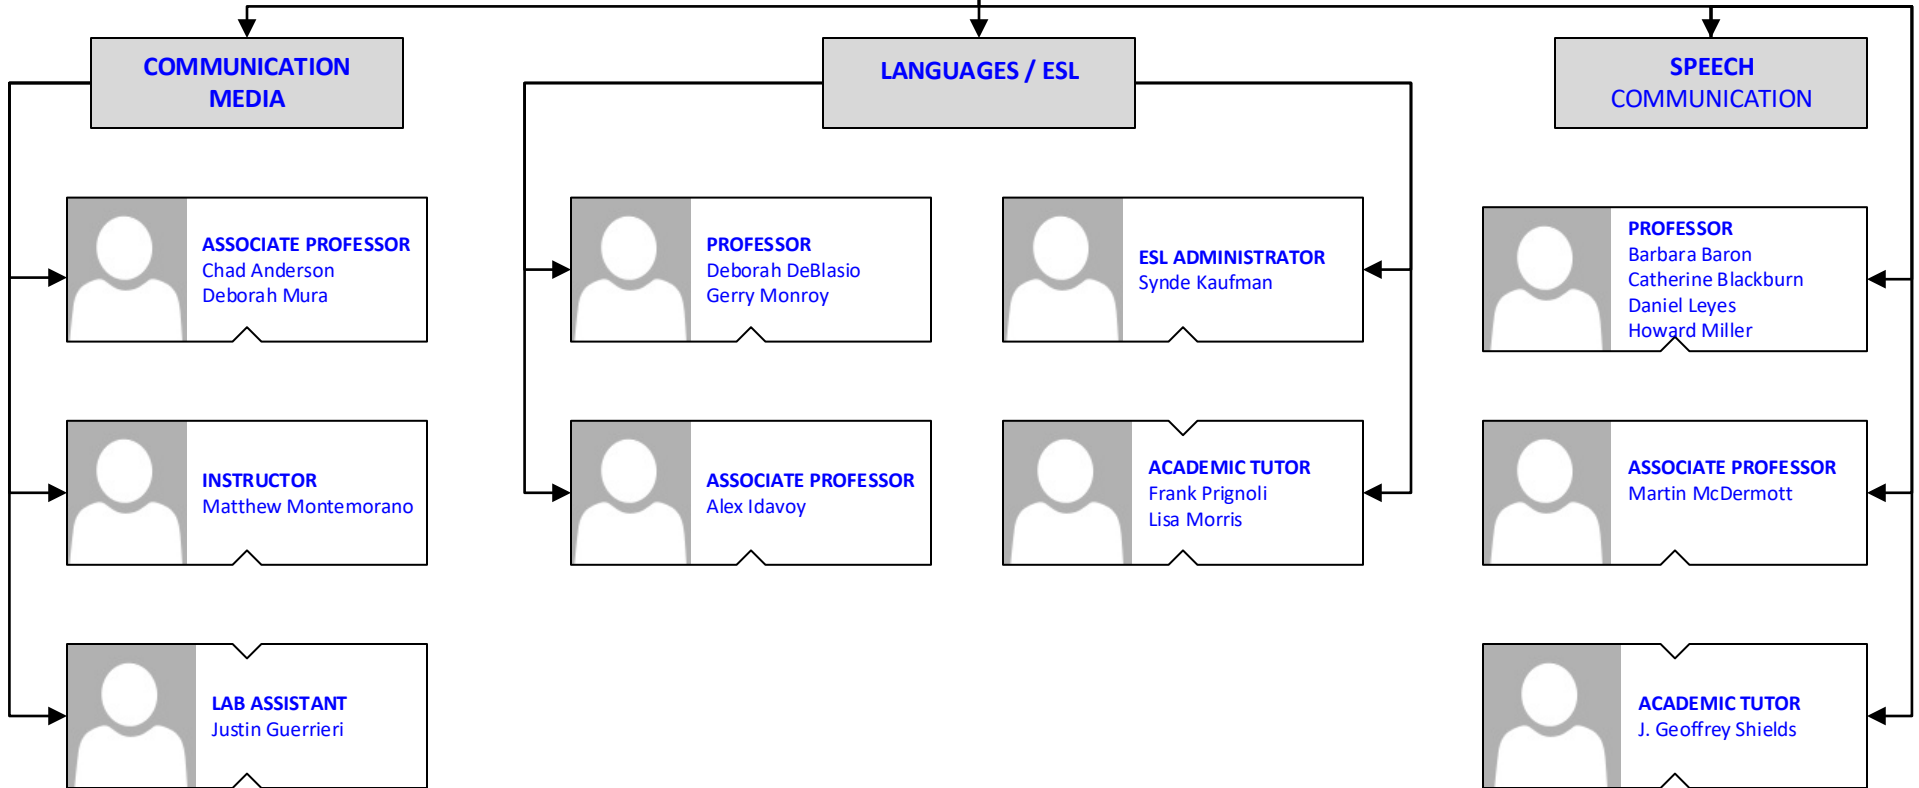 COMMUNICATION
MEDIA
LANGUAGES / ESL
SPEECH
COMMUNICATION
ASSOCIATE PROFESSOR
Chad Anderson
Deborah Mura
PROFESSOR
Deborah DeBlasio
Gerry Monroy
ESL ADMINISTRATOR
Synde Kaufman
PROFESSOR
Barbara Baron
Catherine Blackburn
Daniel Leyes
Howard Miller
INSTRUCTOR
Matthew Montemorano
ASSOCIATE PROFESSOR
Alex Idavoy
ACADEMIC TUTOR
Frank Prignoli
Lisa Morris
ASSOCIATE PROFESSOR
Martin McDermott
LAB ASSISTANT
Justin Guerrieri
ACADEMIC TUTOR
J. Geoffrey Shields